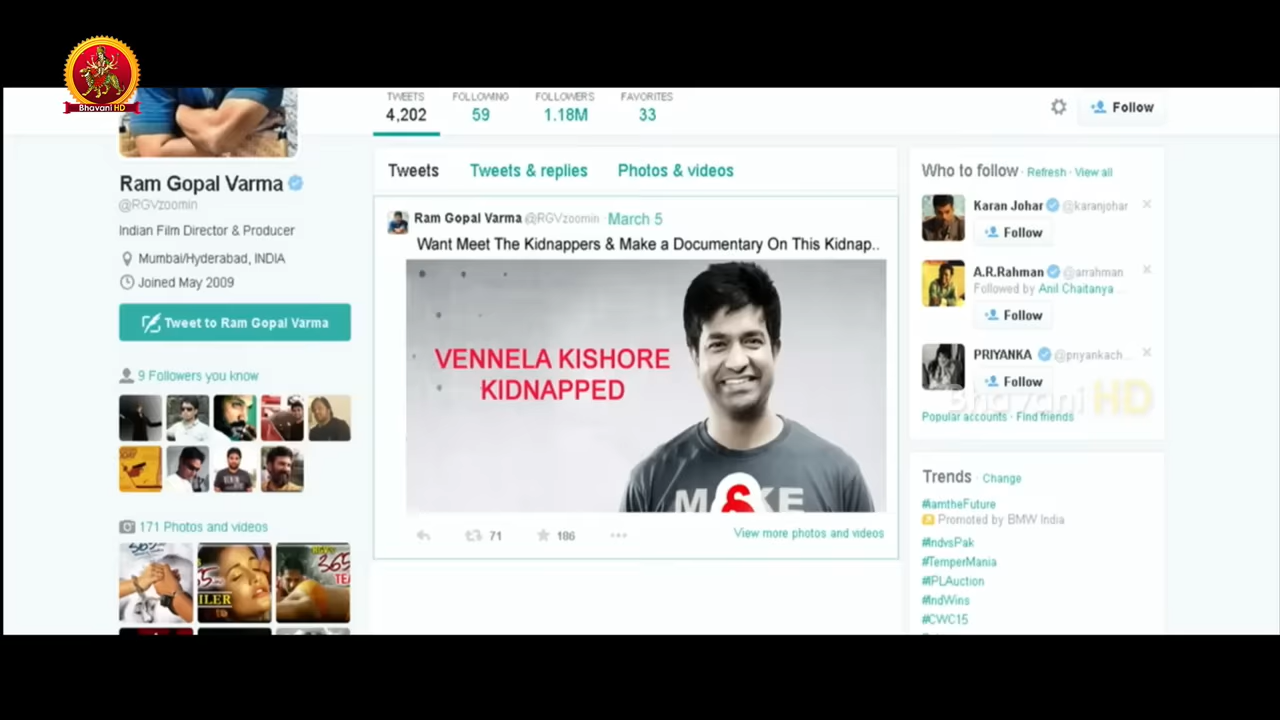 Bhavani HD
TWEETS
4,202
FOLLOWING
59
FOLLOWERS
1.18M
FAVORITES
33
Follow
Ram Gopal Varma
@RGVzoomin
Indian Film Director & Producer
Mumbai/Hyderabad, INDIA
Joined May 2009
Tweet to Ram Gopal Varma
9 Followers you know
171 Photos and videos
Tweets
Tweets & replies
Photos & videos
Ram Gopal Varma @RGVzoomin · March 5
Want Meet The Kidnappers & Make a Documentary On This Kidnap..
VENNELA KISHORE
KIDNAPPED
71
186
View more photos and videos
Who to follow · Refresh · View all
Karan Johar @karanjohar
Follow
A.R.Rahman @arrahman
Followed by Anil Chaitanya ...
Follow
PRIYANKA @priyankach...
Follow
Bhavani HD
Popular accounts · Find friends
Trends · Change
#IamtheFuture
Promoted by BMW India
#IndvsPak
#TemperMania
#IPLAuction
#IndWins
#CWC15